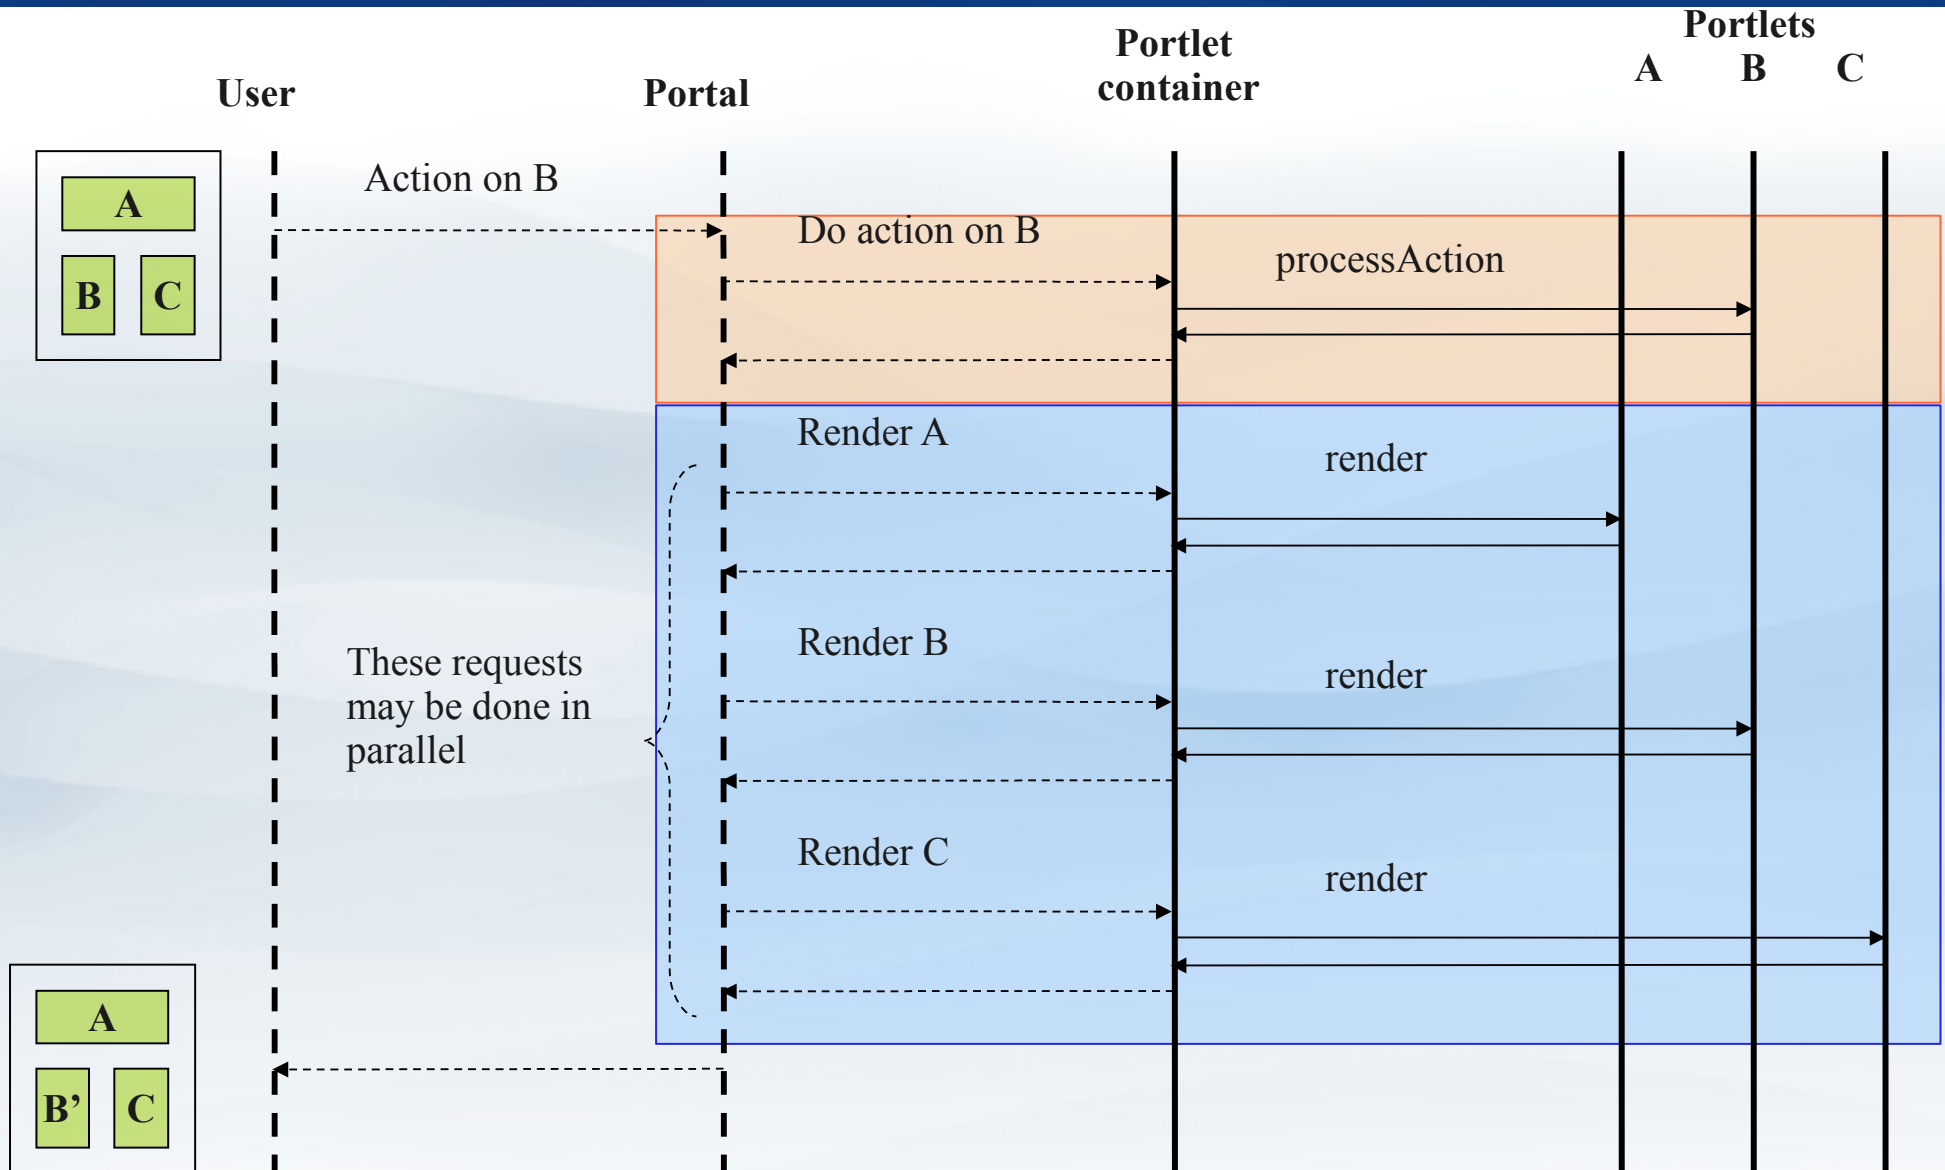 Portlets
A B C
Portlet
container
User
Portal
Action on B
A
B C
Do action on B
processAction
Render A
render
Render B
render
These requests
may be done in
parallel
Render C
render
A
B’ C